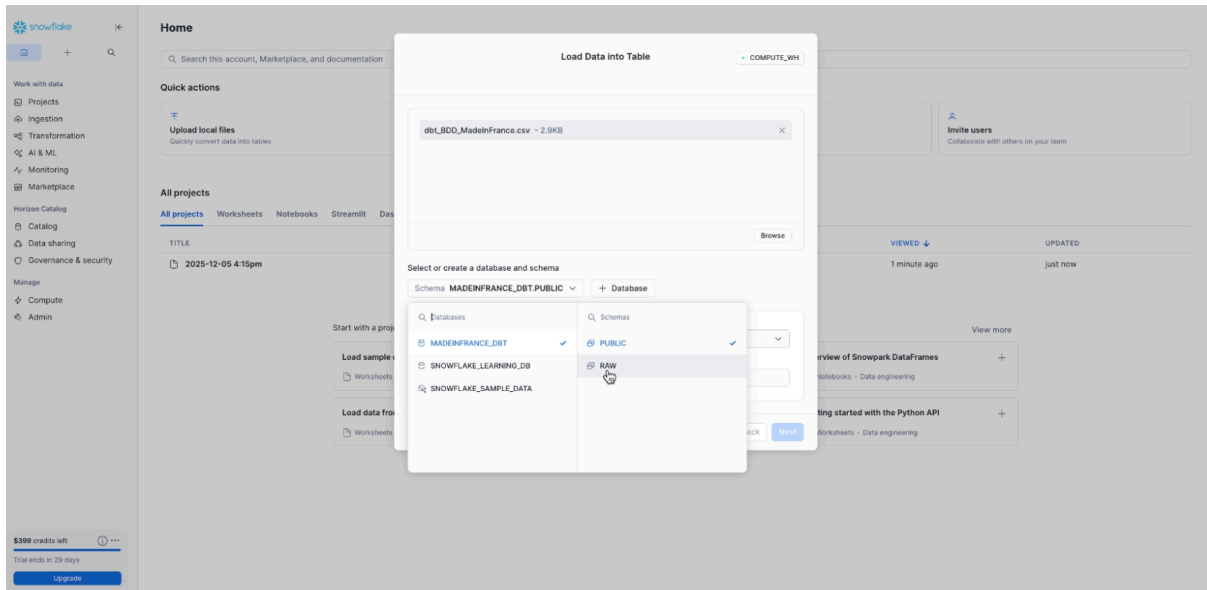 snowflake
Home
Load Data into Table
COMPUTE_WH
Search this account, Marketplace, and documentation
Work with data
Projects
Ingestion
Transformation
AI & ML
Monitoring
Marketplace
Horizon Catalog
Catalog
Data sharing
Governance & security
Manage
Compute
Admin
Quick actions
Upload local files
Quickly convert data into tables
Invite users
Collaborate with others on your team
dbt_BDD_MadeInFrance.csv - 2.9KB
Browse
All projects
All projects Worksheets Notebooks Streamlit Das
TITLE VIEWED UPDATED
2025-12-05 4:15pm 1 minute ago just now
Select or create a database and schema
Schema MADEINFRANCE_DBT.PUBLIC
+ Database
Databases
MADEINFRANCE_DBT
SNOWFLAKE_LEARNING_DB
SNOWFLAKE_SAMPLE_DATA
Schemas
PUBLIC
RAW
Next
Start with a proj
View more
Load sample
Worksheets
rview of Snowpark DataFrames
Notebooks · Data engineering
Load data fro
Worksheets
ting started with the Python API
Worksheets · Data engineering
$399 credits left
Trial ends in 29 days
Upgrade